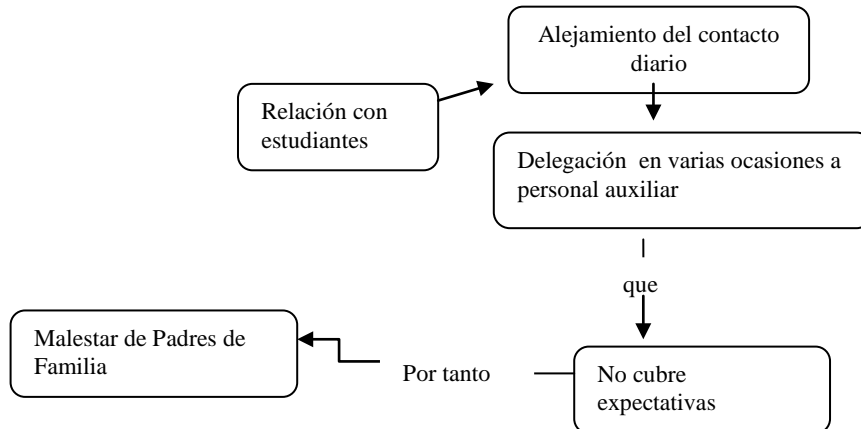 Alejamiento del contacto
diario
Relación con
estudiantes
Delegación en varias ocasiones a
personal auxiliar
que
Malestar de Padres de
Familia
Por tanto
No cubre
expectativas